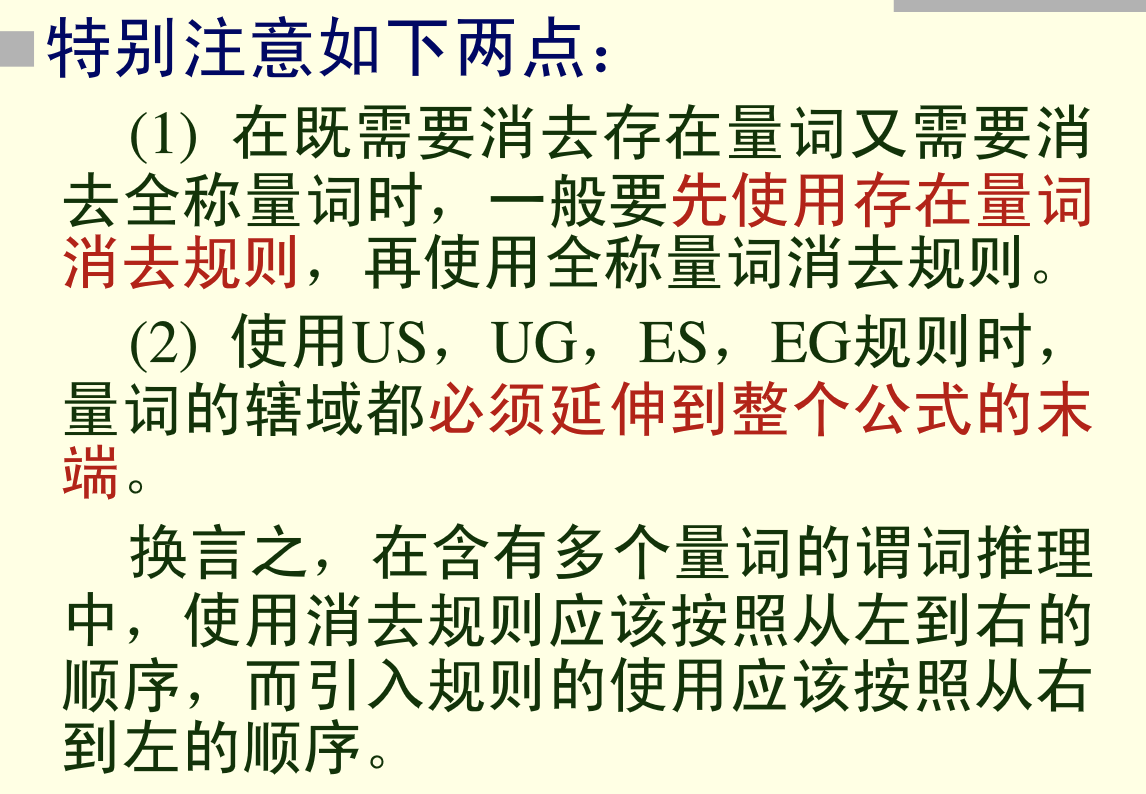 特别注意如下两点：
(1) 在既需要消去存在量词又需要消
去全称量词时，一般要先使用存在量词
消去规则，再使用全称量词消去规则。
(2) 使用US，UG，ES，EG规则时，
量词的辖域都必须延伸到整个公式的末
端。
换言之，在含有多个量词的谓词推理
中，使用消去规则应该按照从左到右的
顺序，而引入规则的使用应该按照从右
到左的顺序。